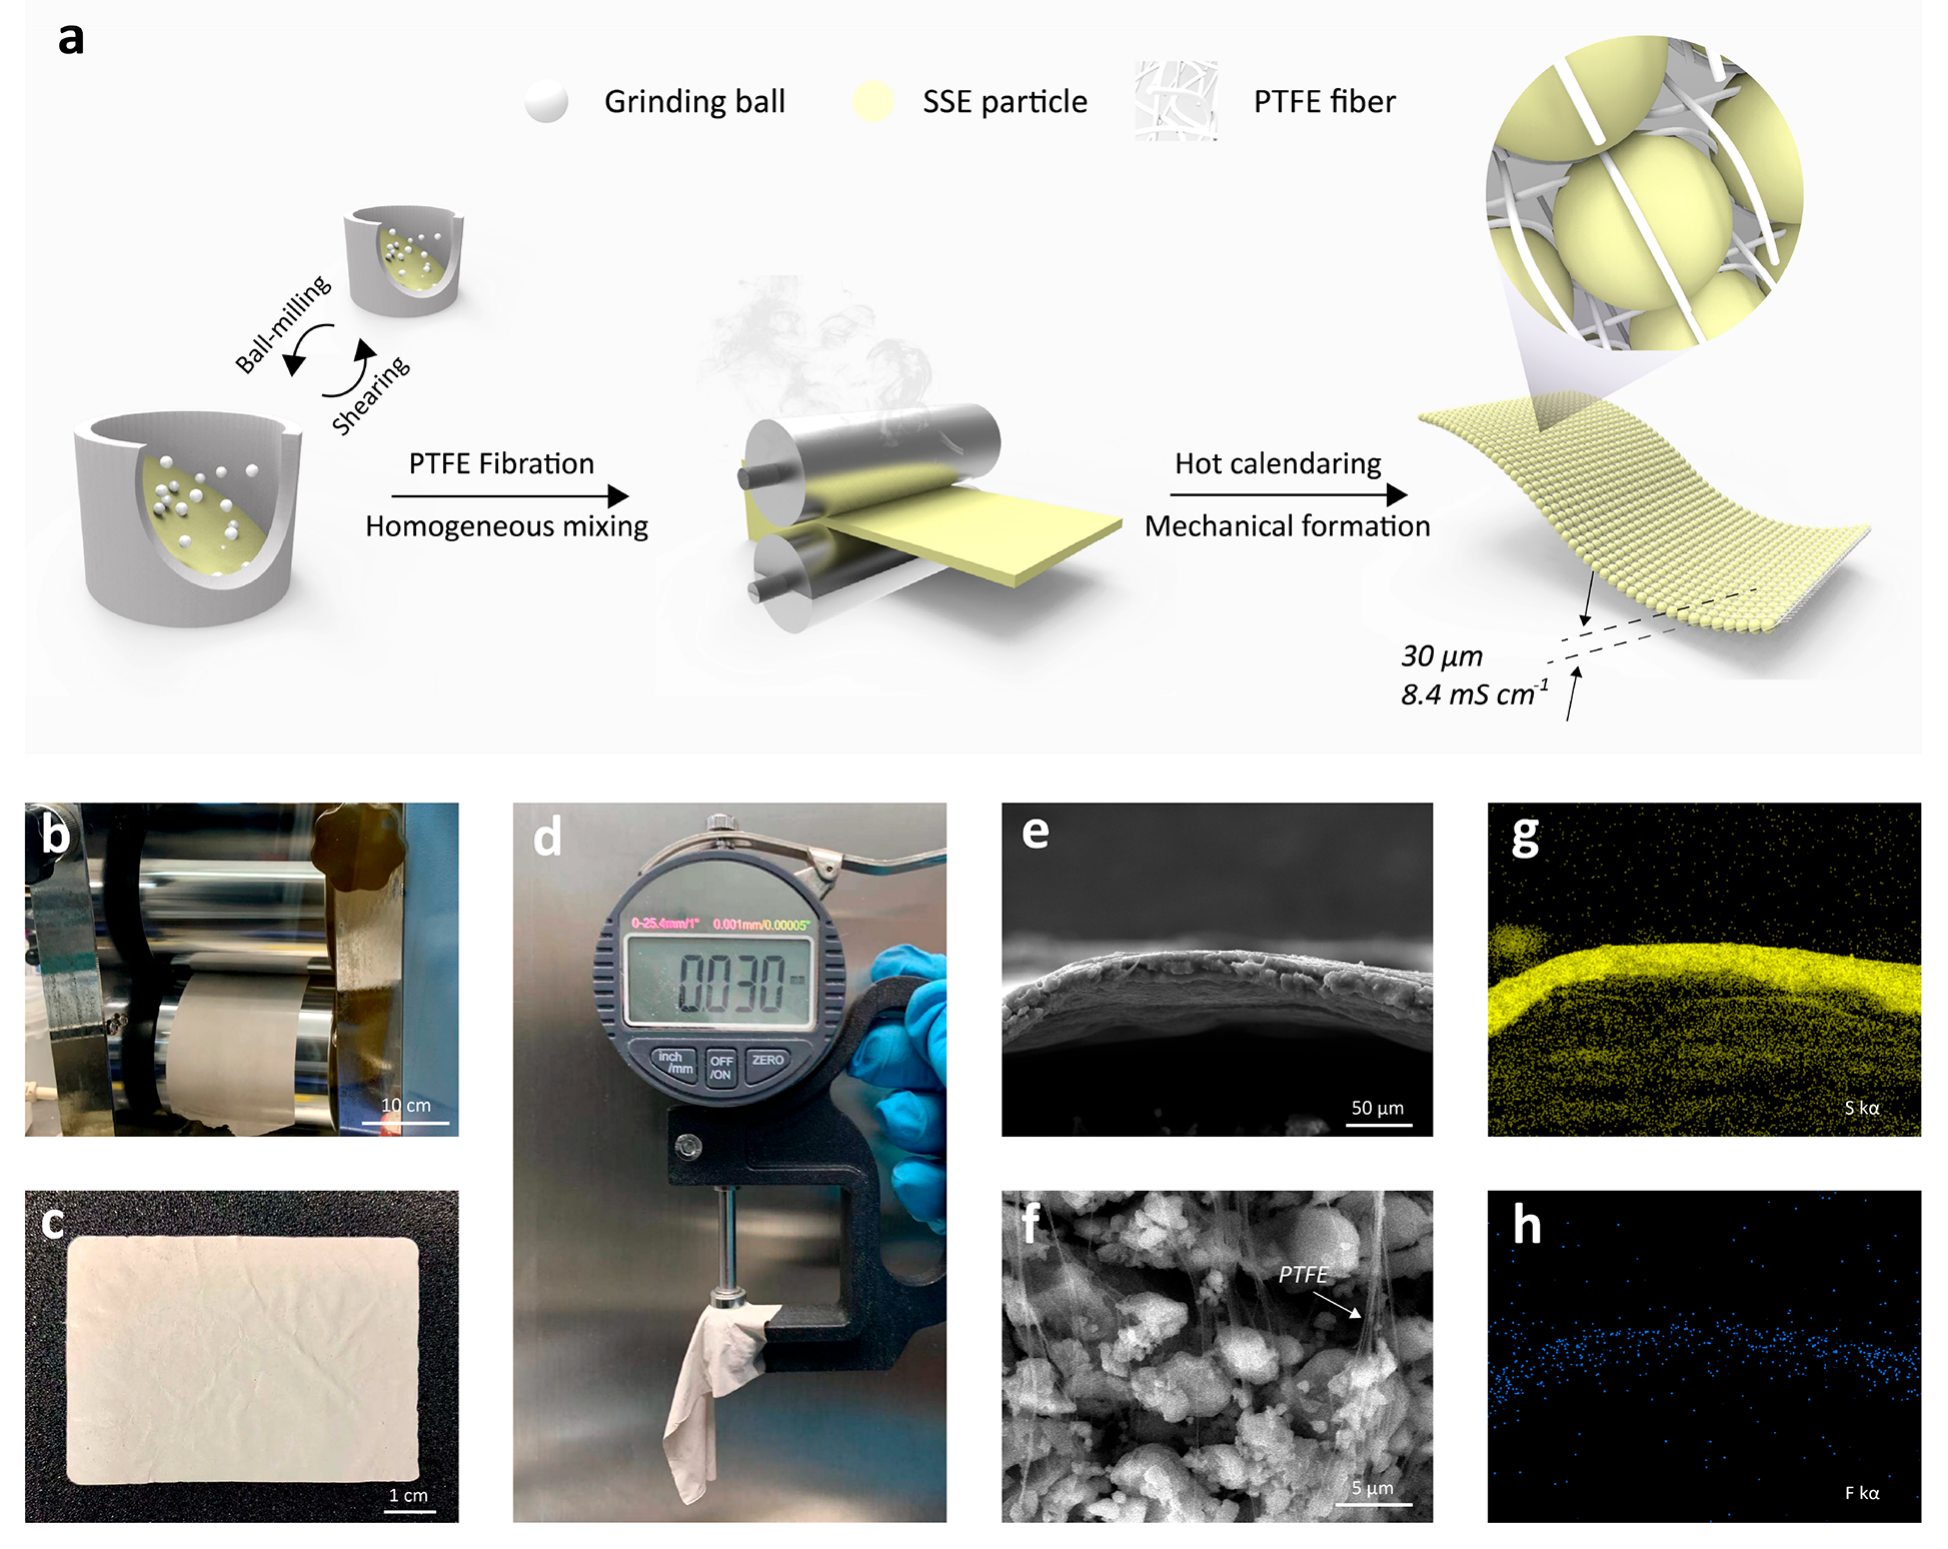 a
Grinding ball
SSE particle
PTFE fiber
Ball-milling
Shearing
PTFE Fibration
Homogeneous mixing
Hot calendaring
Mechanical formation
30 μm
8.4 mS cm⁻¹
b
10 cm
c
1 cm
d
0-25.4mm/1" 0.001mm/0.00005"
0.030
inch
/mm
OFF
/ON
ZERO
e
50 μm
f
PTFE
5 μm
g
S kα
h
F kα